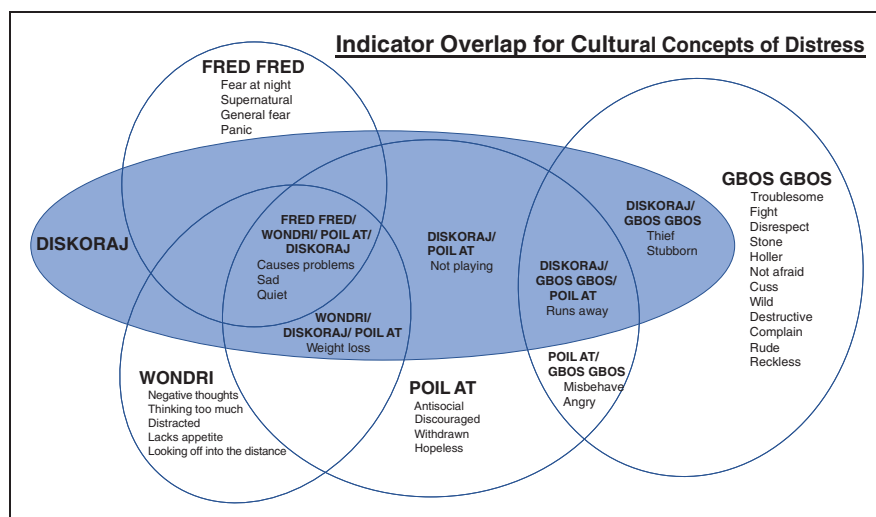 Indicator Overlap for Cultural Concepts of Distress
FRED FRED
Fear at night
Supernatural
General fear
Panic
GBOS GBOS
Troublesome
Fight
Disrespect
Stone
Holler
Not afraid
Cuss
Wild
Destructive
Complain
Rude
Reckless
DISKORAJ/
GBOS GBOS
Thief
Stubborn
DISKORAJ
FRED FRED/
WONDRI/ POIL AT/
DISKORAJ
Causes problems
Sad
Quiet
DISKORAJ/
POIL AT
Not playing
DISKORAJ/
GBOS GBOS/
POIL AT
Runs away
WONDRI/
DISKORAJ/ POIL AT
Weight loss
POIL AT/
GBOS GBOS
Misbehave
Angry
WONDRI
Negative thoughts
Thinking too much
Distracted
Lacks appetite
Looking off into the distance
POIL AT
Antisocial
Discouraged
Withdrawn
Hopeless